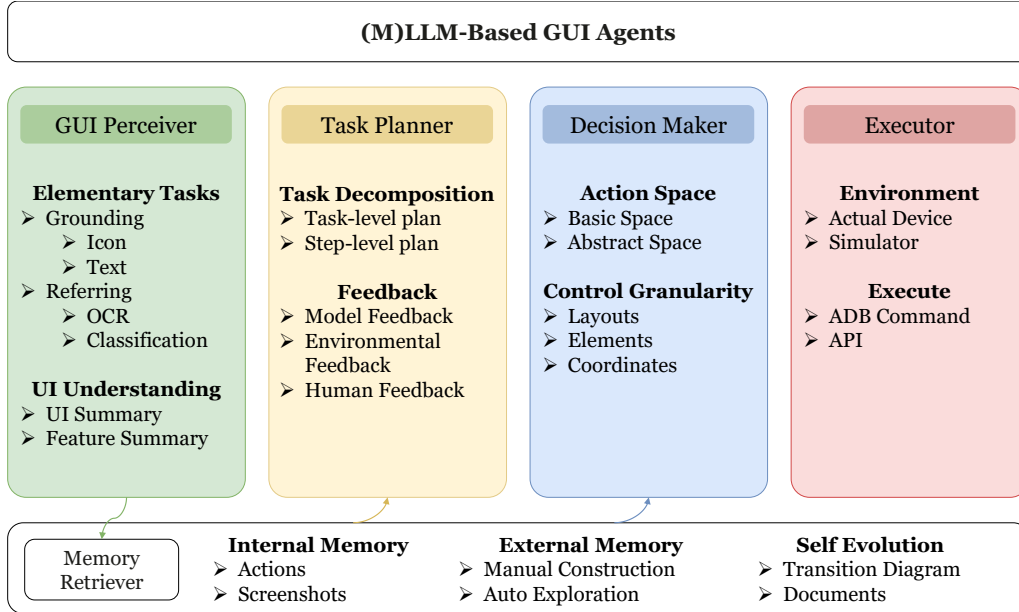 (M)LLM-Based GUI Agents
GUI Perceiver
Elementary Tasks
➤ Grounding
➤ Icon
➤ Text
➤ Referring
➤ OCR
➤ Classification
UI Understanding
➤ UI Summary
➤ Feature Summary
Task Planner
Task Decomposition
➤ Task-level plan
➤ Step-level plan
Feedback
➤ Model Feedback
➤ Environmental
Feedback
➤ Human Feedback
Decision Maker
Action Space
➤ Basic Space
➤ Abstract Space
Control Granularity
➤ Layouts
➤ Elements
➤ Coordinates
Executor
Environment
➤ Actual Device
➤ Simulator
Execute
➤ ADB Command
➤ API
Memory
Retriever
Internal Memory
➤ Actions
➤ Screenshots
External Memory
➤ Manual Construction
➤ Auto Exploration
Self Evolution
➤ Transition Diagram
➤ Documents